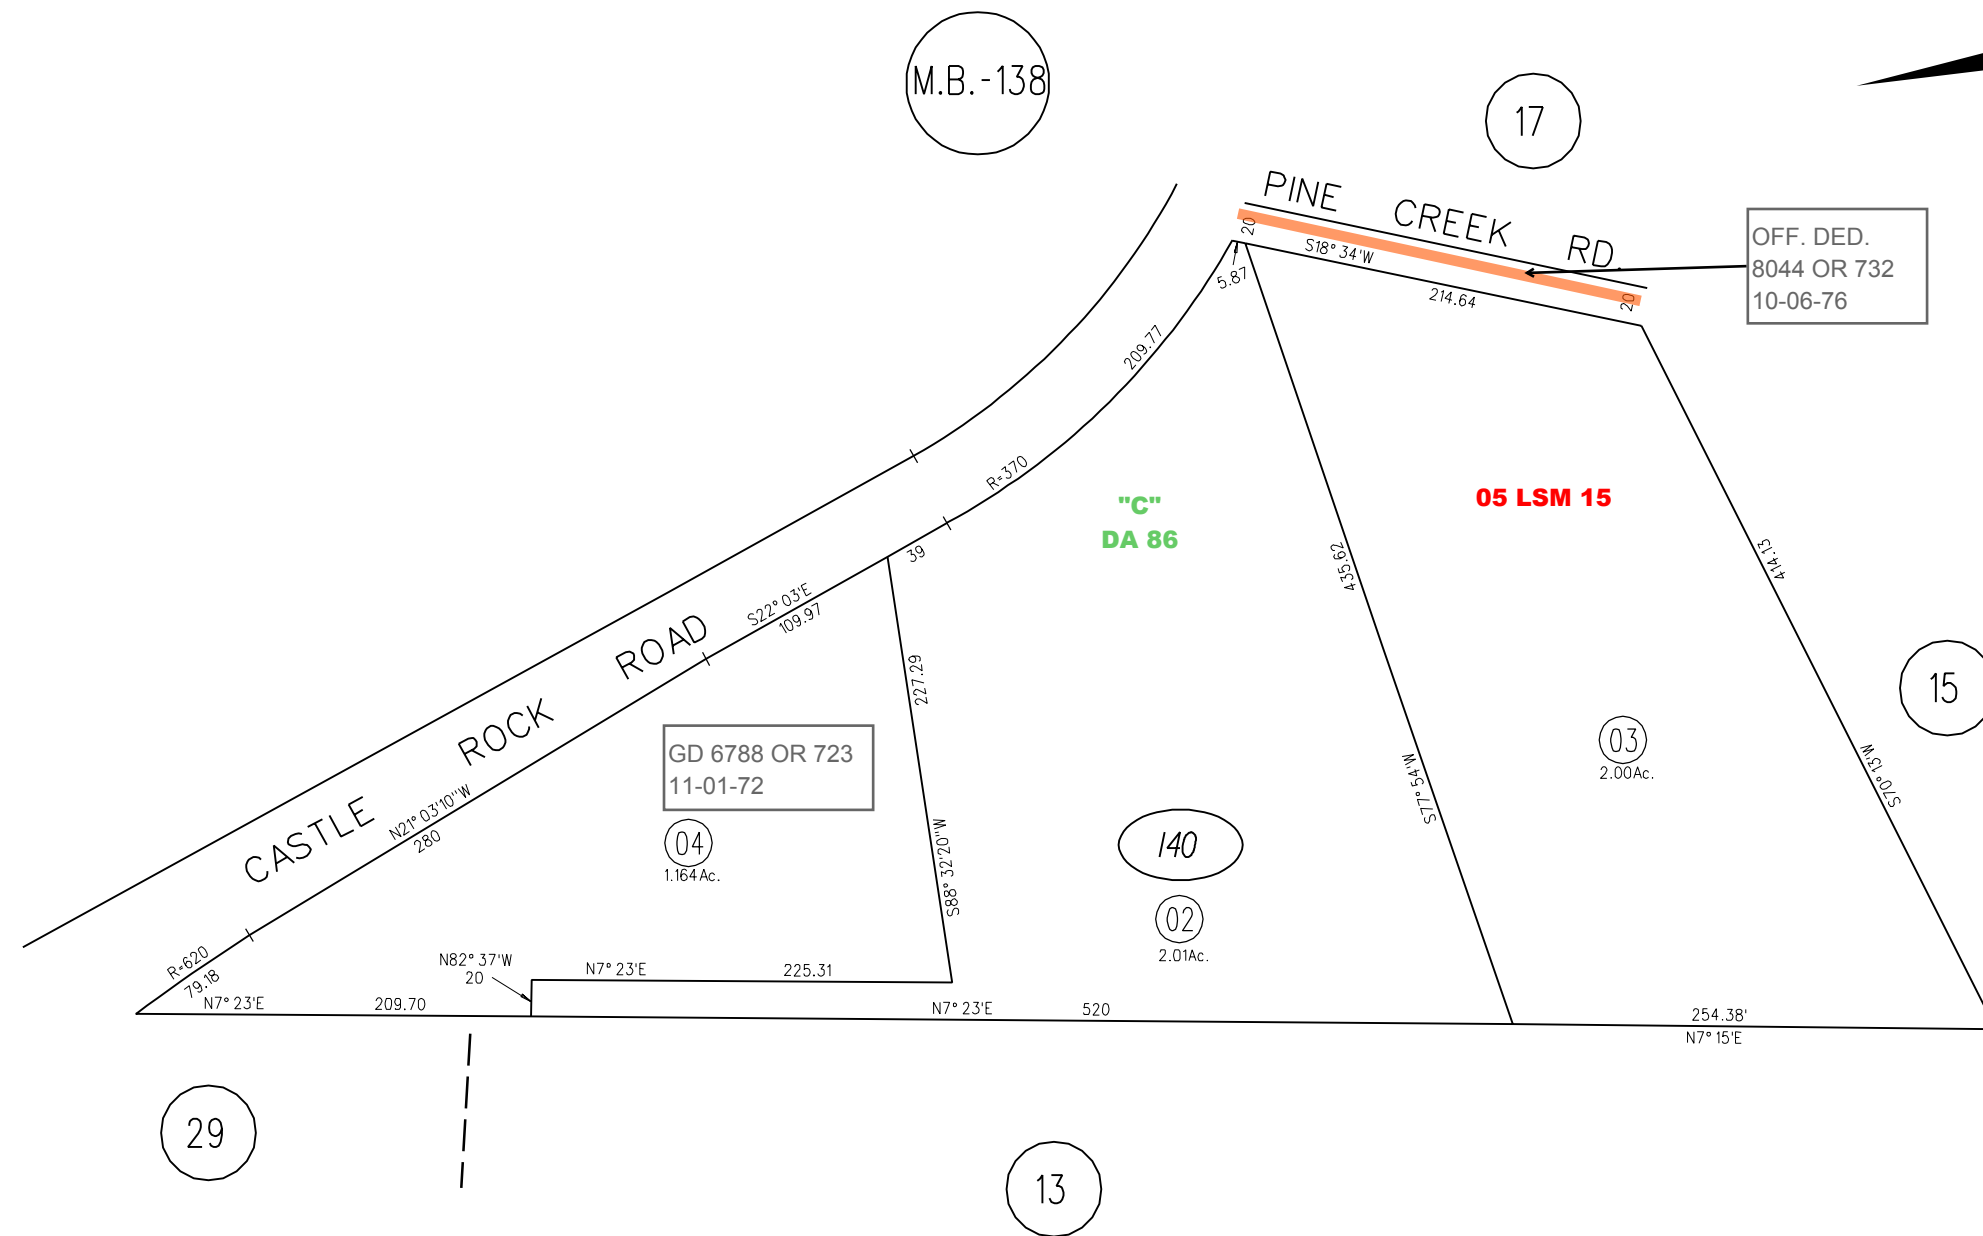 M.B.-138
17
PINE CREEK RD.
20
S18° 34'W
214.64
20
5.87
OFF. DED.
8044 OR 732
10-06-76
209.77
R=370
"C"
DA 86
05 LSM 15
39
S22° 03'E
109.97
435.62
S77° 54'W
414.13
S70° 13'W
15
CASTLE ROCK ROAD
N21° 03'10"W
280
227.29
S88° 32'20"W
GD 6788 OR 723
11-01-72
04
1.164Ac.
03
2.00Ac.
140
02
2.01Ac.
R=620
79.18
N82° 37'W
20
N7° 23'E 225.31
N7° 23'E 209.70
N7° 23'E 520
254.38'
N7° 15'E
29
13